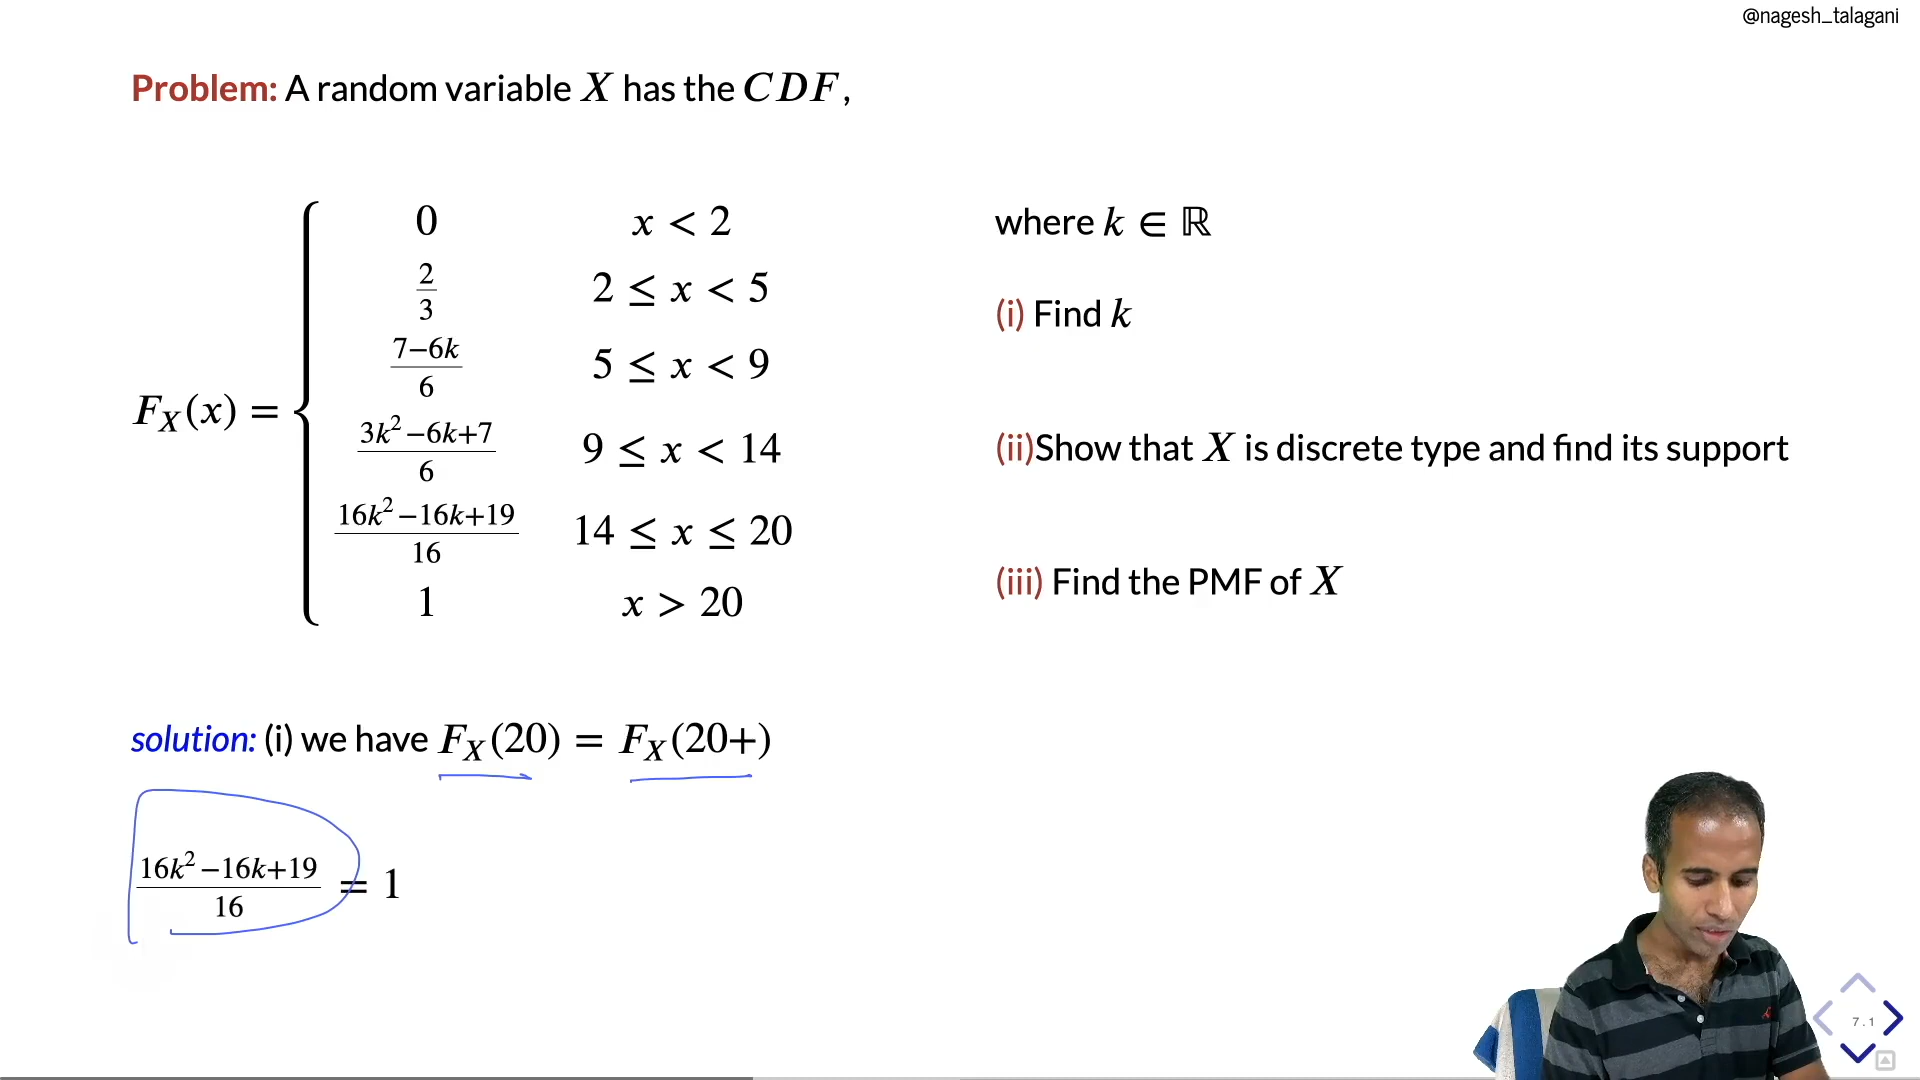 @nagesh_talagani
Problem: A random variable X has the CDF,
F_X(x) = {
0 x < 2
2/3 2 ≤ x < 5
7−6k/6 5 ≤ x < 9
3k²−6k+7/6 9 ≤ x < 14
16k²−16k+19/16 14 ≤ x ≤ 20
1 x > 20
where k ∈ ℝ
(i) Find k
(ii)Show that X is discrete type and find its support
(iii) Find the PMF of X
solution: (i) we have F_X(20) = F_X(20+)
16k²−16k+19/16 = 1
7.1